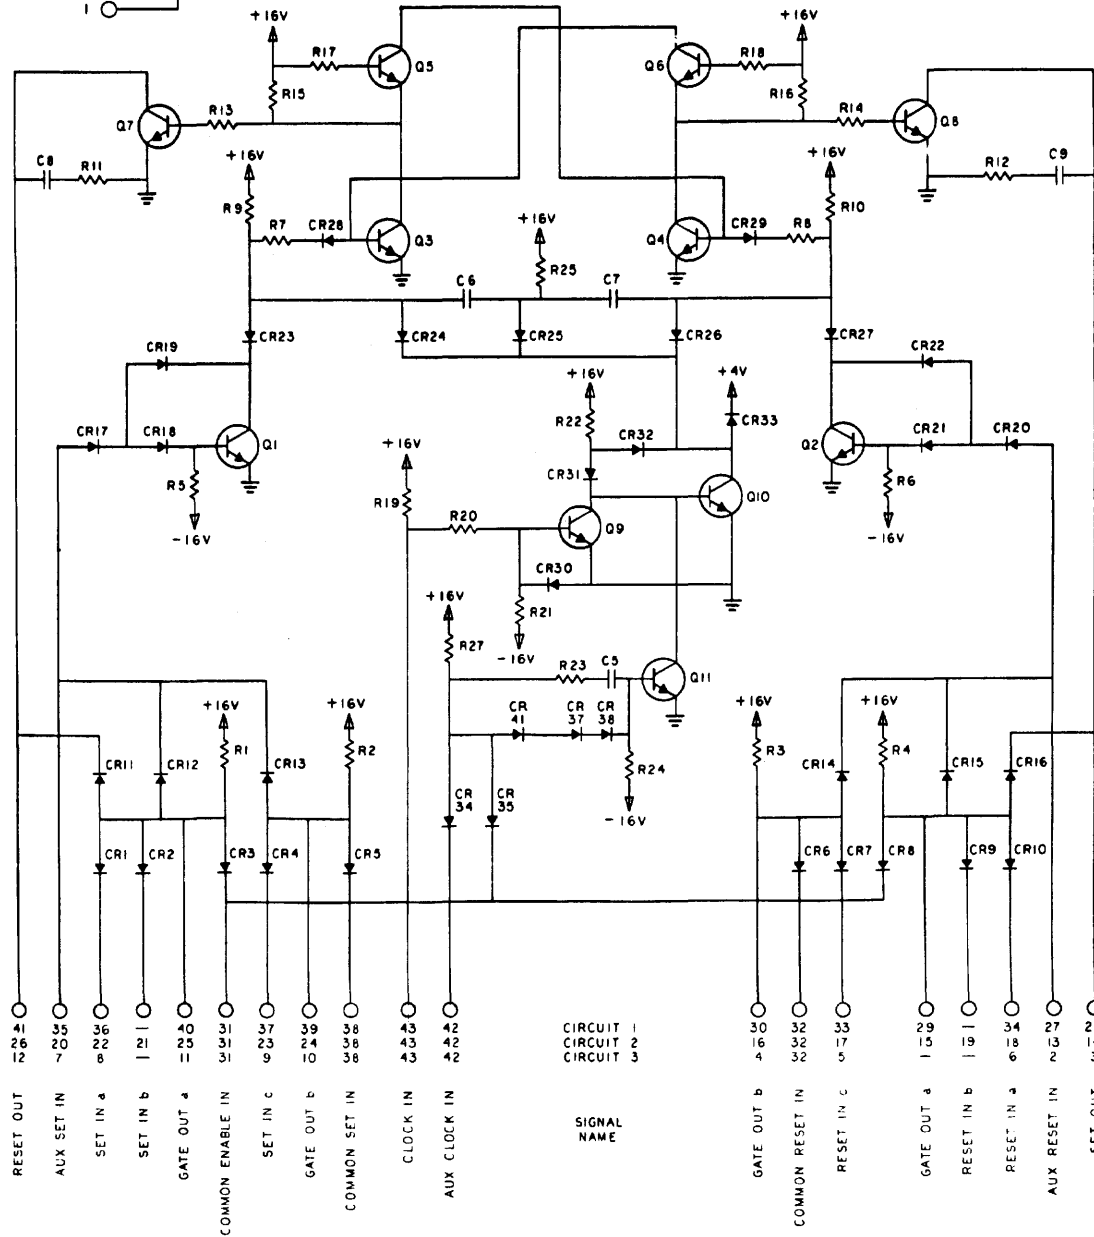 1
+16V
+16V
R17
Q5
Q6
R18
R15
R16
Q7
R13
R14
Q8
C8
R11
R12
C9
+16V
+16V
R9
R7
CR28
Q3
+16V
Q4
CR29
R8
R10
R25
C6
C7
CR23
CR24
CR25
CR26
CR27
CR19
CR22
+16V
+4V
CR17
CR18
Q1
R22
CR33
CR32
Q2
CR21
CR20
+16V
CR31
R5
R19
R20
Q9
Q10
R6
-16V
-16V
CR30
+16V
R21
R27
-16V
R23
C5
Q11
+16V
+16V
CR
41
CR
37
CR
38
+16V
+16V
R1
R2
R3
R4
CR11
CR12
CR13
R24
CR14
CR15
CR16
CR
34
CR
35
-16V
CR1
CR2
CR3
CR4
CR5
CR6
CR7
CR8
CR9
CR10
41 35 36 11 40 31 37 39 38 43 42 CIRCUIT 1 30 32 33 29 11 34 27
26 20 22 21 25 31 23 24 38 43 42 CIRCUIT 2 16 32 17 15 19 18 13
12 7 8 1 11 31 9 10 38 43 42 CIRCUIT 3 4 32 5 1 1 6 2
RESET OUT
AUX SET IN
SET IN a
SET IN b
GATE OUT a
COMMON ENABLE IN
SET IN c
GATE OUT b
COMMON SET IN
CLOCK IN
AUX CLOCK IN
SIGNAL
NAME
GATE OUT b
COMMON RESET IN
RESET IN c
GATE OUT a
RESET IN b
RESET IN a
AUX RESET IN
SET OUT